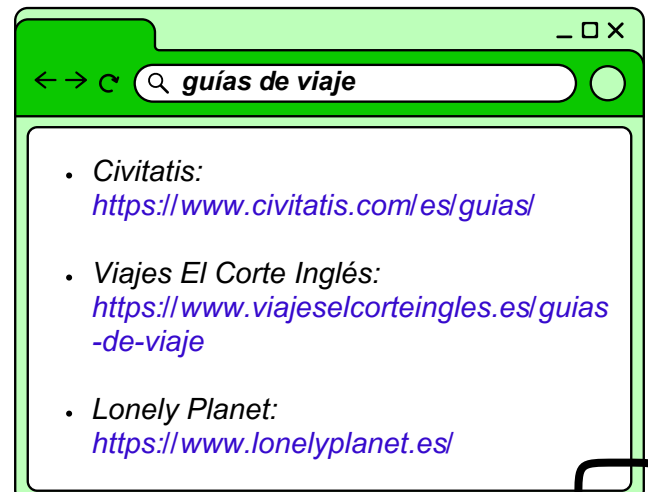 guías de viaje
Civitatis:
https://www.civitatis.com/es/guias/
Viajes El Corte Inglés:
https://www.viajeselcorteingles.es/guias
-de-viaje
Lonely Planet:
https://www.lonelyplanet.es/